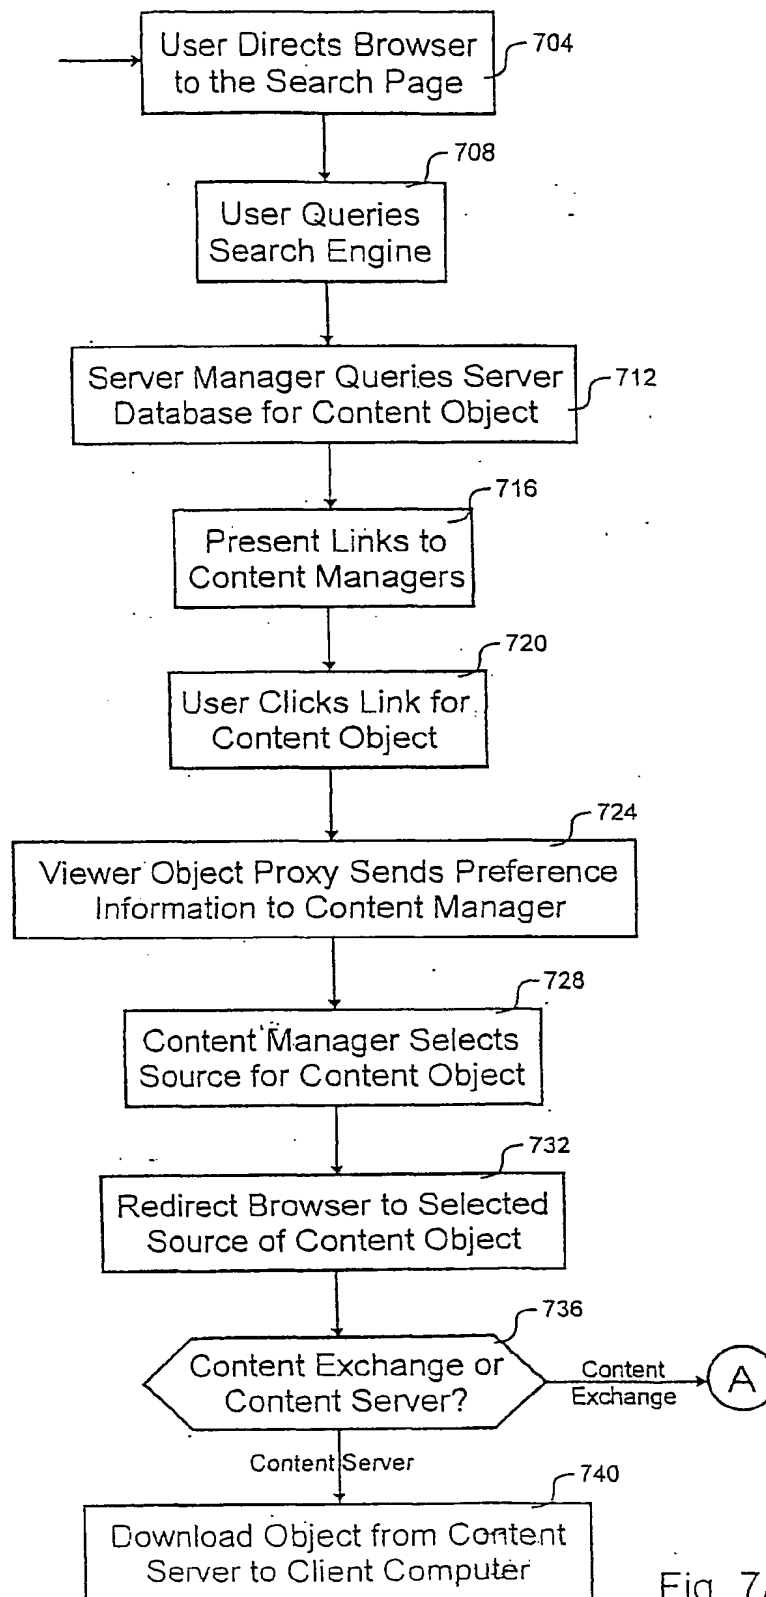 User Directs Browser
to the Search Page
704
708
User Queries
Search Engine
Server Manager Queries Server
Database for Content Object
712
716
Present Links to
Content Managers
720
User Clicks Link for
Content Object
724
Viewer Object Proxy Sends Preference
Information to Content Manager
728
Content Manager Selects
Source for Content Object
732
Redirect Browser to Selected
Source of Content Object
736
Content Exchange or
Content Server?
Content
Exchange
A
Content Server
740
Download Object from Content
Server to Client Computer
Fig. 7